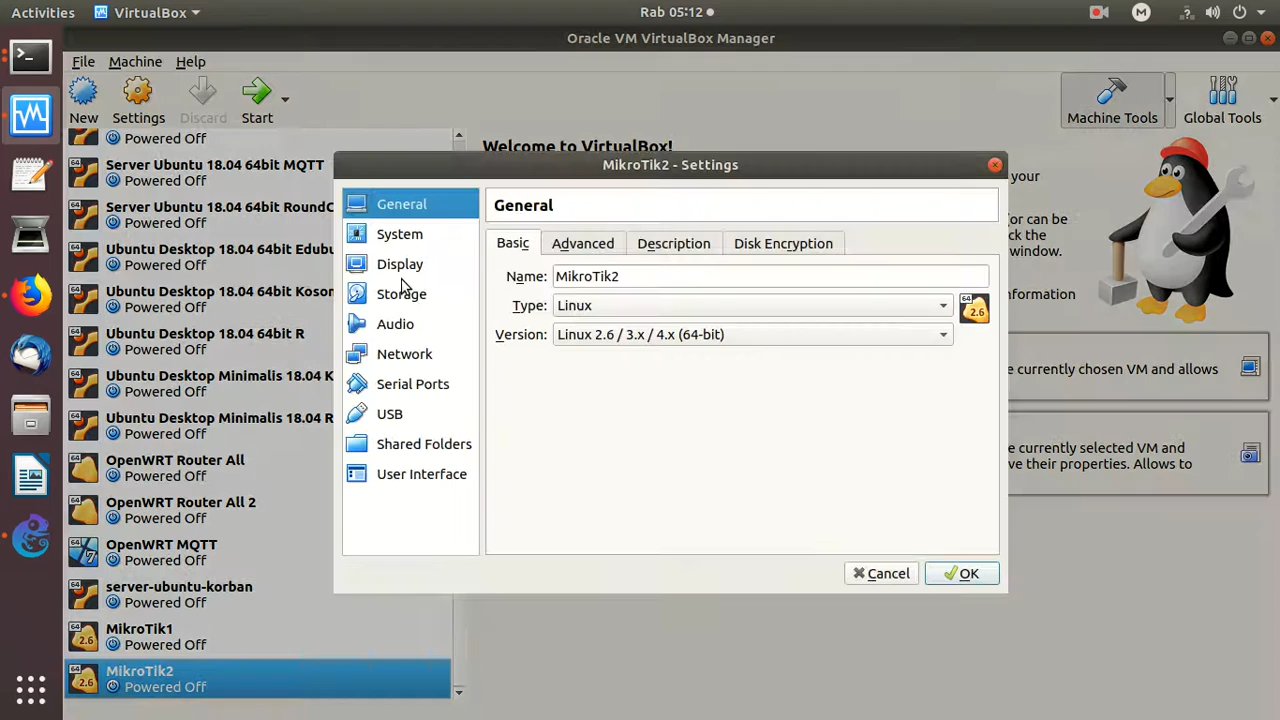 Activities VirtualBox Rab 05:12 M
Oracle VM VirtualBox Manager
File Machine Help
New Settings Discard Start Machine Tools Global Tools
Powered Off
Server Ubuntu 18.04 64bit MQTT
Powered Off
Server Ubuntu 18.04 64bit RoundC
Powered Off
Ubuntu Desktop 18.04 64bit Edubu
Powered Off
Ubuntu Desktop 18.04 64bit Koson
Powered Off
Ubuntu Desktop 18.04 64bit R
Powered Off
Ubuntu Desktop Minimalis 18.04 K
Powered Off
Ubuntu Desktop Minimalis 18.04 R
Powered Off
OpenWRT Router All
Powered Off
OpenWRT Router All 2
Powered Off
OpenWRT MQTT
Powered Off
server-ubuntu-korban
Powered Off
MikroTik1
Powered Off
MikroTik2
Powered Off
Welcome to VirtualBox!
your
or can be
ck the
window.
nformation
e currently chosen VM and allows
e currently selected VM and
ve their properties. Allows to
MikroTik2 - Settings
General
System
Display
Storage
Audio
Network
Serial Ports
USB
Shared Folders
User Interface
General
Basic Advanced Description Disk Encryption
Name: MikroTik2
Type: Linux
Version: Linux 2.6 / 3.x / 4.x (64-bit)
64 2.6
Cancel OK